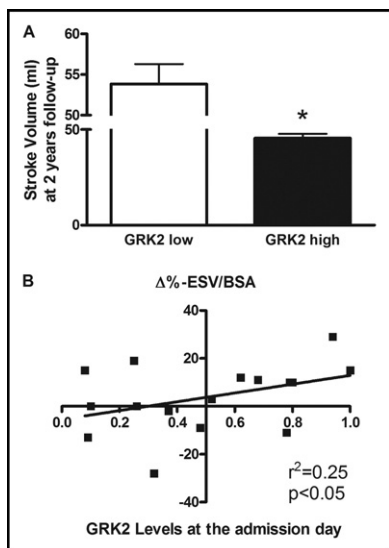 A
Stroke Volume (ml)
at 2 years follow-up
60
55
50
50
0
*
GRK2 low GRK2 high
B
Δ%-ESV/BSA
40
20
0.0 0.2 0.4 0.6 0.8 1.0
-20
-40
r²=0.25
p<0.05
GRK2 Levels at the admission day